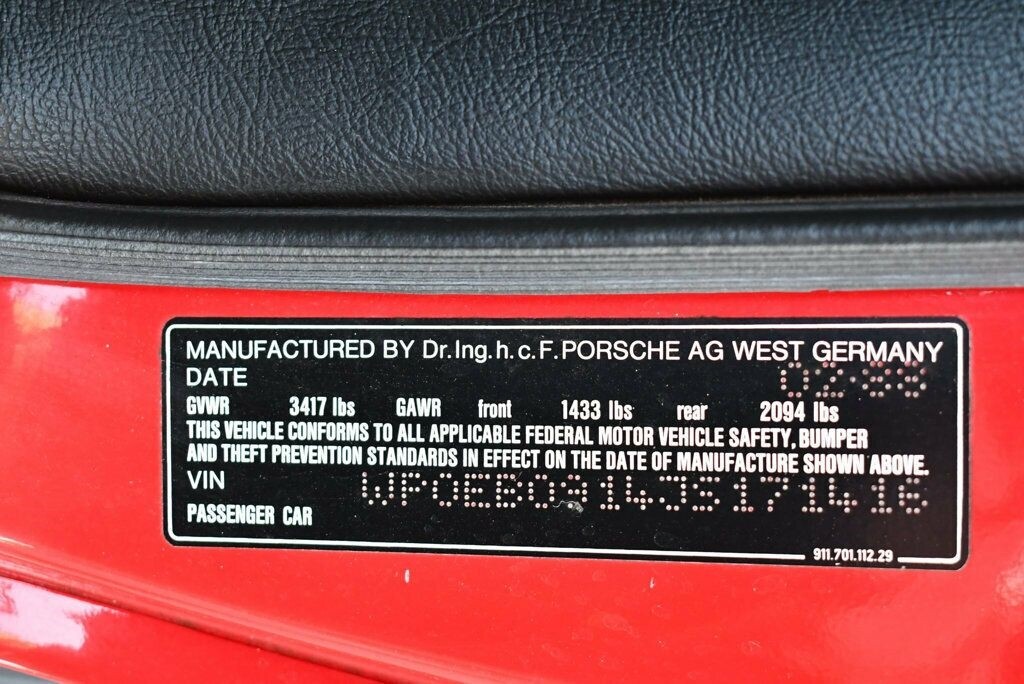 MANUFACTURED BY Dr.Ing.h.c.F.PORSCHE AG WEST GERMANY
DATE 02-88
GVWR 3417 lbs GAWR front 1433 lbs rear 2094 lbs
THIS VEHICLE CONFORMS TO ALL APPLICABLE FEDERAL MOTOR VEHICLE SAFETY, BUMPER
AND THEFT PREVENTION STANDARDS IN EFFECT ON THE DATE OF MANUFACTURE SHOWN ABOVE.
VIN WP0EB0914JS171416
PASSENGER CAR
911.701.112.29